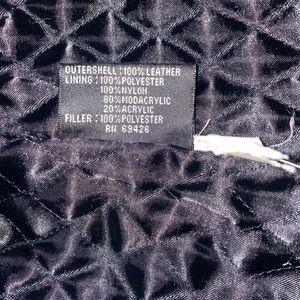 OUTERSHELL:100%LEATHER
LINING:100%POLYESTER
100%NYLON
80%MODACRYLIC
20%ACRYLIC
FILLER:100%POLYESTER
RN 69426